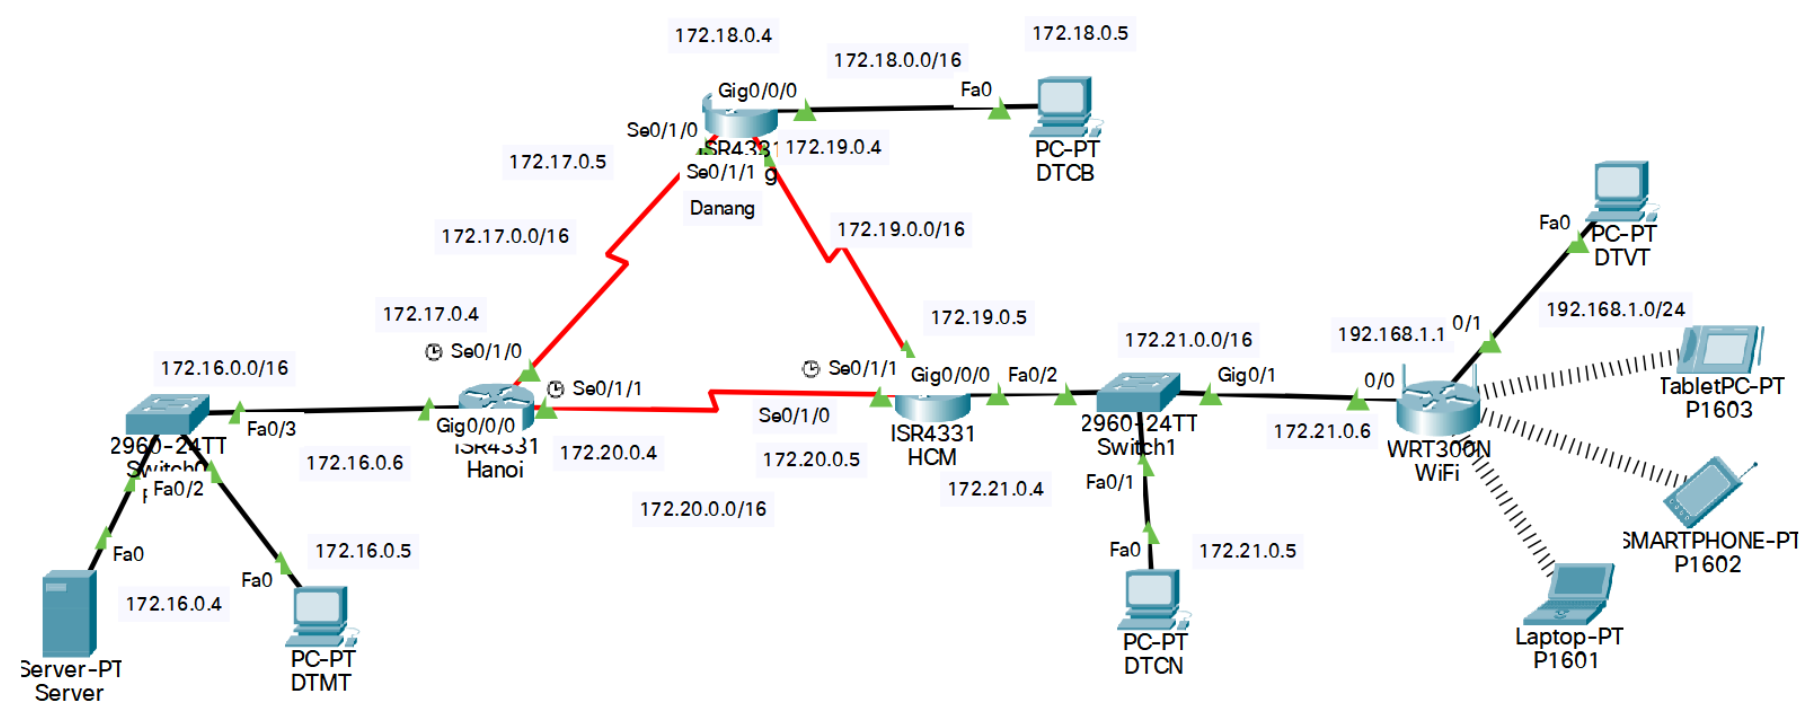 172.18.0.4
172.18.0.5
172.18.0.0/16
Gig0/0/0
Fa0
Se0/1/0
ISR4331
172.19.0.4
PC-PT
DTCB
172.17.0.5
Se0/1/1
g
Danang
172.17.0.0/16
172.19.0.0/16
Fa0
PC-PT
DTVT
172.17.0.4
172.19.0.5
192.168.1.0/24
0/1
192.168.1.1
172.21.0.0/16
Se0/1/0
172.16.0.0/16
Se0/1/1
Se0/1/1
Gig0/0/0
Fa0/2
Gig0/1
0/0
TabletPC-PT
P1603
Se0/1/0
Fa0/3
Gig0/0/0
ISR4331
Hanoi
2960-24TT
Switch0
172.16.0.6
172.20.0.4
172.20.0.5
ISR4331
HCM
2960-24TT
Switch1
172.21.0.6
WRT300N
WiFi
Fa0/2
Fa0/1
172.21.0.4
172.20.0.0/16
SMARTPHONE-PT
P1602
Fa0
172.16.0.5
Fa0
172.21.0.5
Fa0
172.16.0.4
Server-PT
Server
PC-PT
DTMT
PC-PT
DTCN
Laptop-PT
P1601